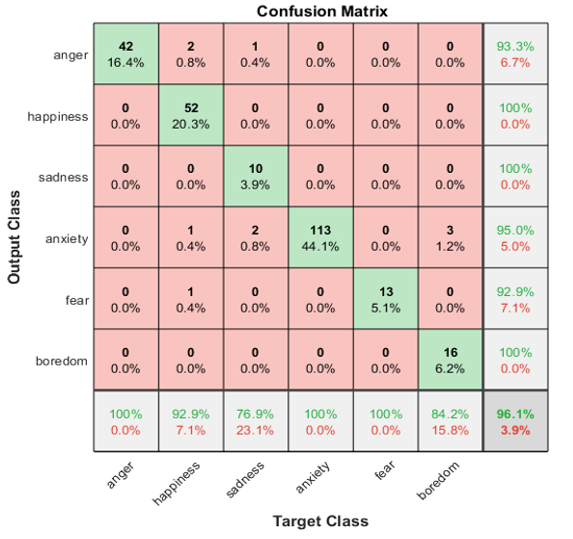 Confusion Matrix
anger 42 2 1 0 0 0 93.3%
16.4% 0.8% 0.4% 0.0% 0.0% 0.0% 6.7%
happiness 0 52 0 0 0 0 100%
0.0% 20.3% 0.0% 0.0% 0.0% 0.0% 0.0%
sadness 0 0 10 0 0 0 100%
0.0% 0.0% 3.9% 0.0% 0.0% 0.0% 0.0%
anxiety 0 1 2 113 0 3 95.0%
0.0% 0.4% 0.8% 44.1% 0.0% 1.2% 5.0%
fear 0 1 0 0 13 0 92.9%
0.0% 0.4% 0.0% 0.0% 5.1% 0.0% 7.1%
boredom 0 0 0 0 0 16 100%
0.0% 0.0% 0.0% 0.0% 0.0% 6.2% 0.0%
100% 92.9% 76.9% 100% 100% 84.2% 96.1%
0.0% 7.1% 23.1% 0.0% 0.0% 15.8% 3.9%
anger happiness sadness anxiety fear boredom
Target Class
Output Class